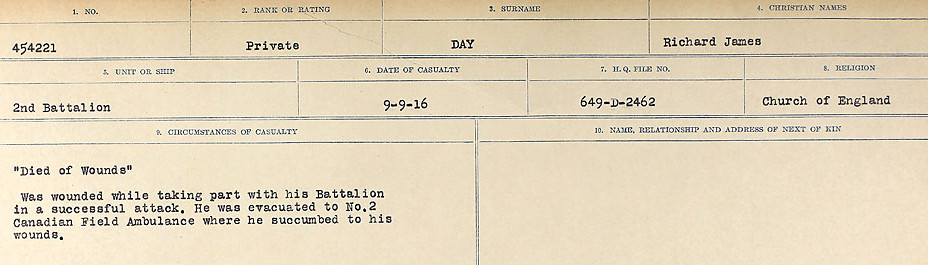 1. NO. 2. RANK OR RATING 3. SURNAME 4. CHRISTIAN NAMES
454221 Private DAY Richard James
5. UNIT OR SHIP 6. DATE OF CASUALTY 7. H.Q. FILE NO. 8. RELIGION
2nd Battalion 9-9-16 649-D-2462 Church of England
9. CIRCUMSTANCES OF CASUALTY 10. NAME, RELATIONSHIP AND ADDRESS OF NEXT OF KIN
"Died of Wounds"
Was wounded while taking part with his Battalion
in a successful attack. He was evacuated to No.2
Canadian Field Ambulance where he succumbed to his
wounds.